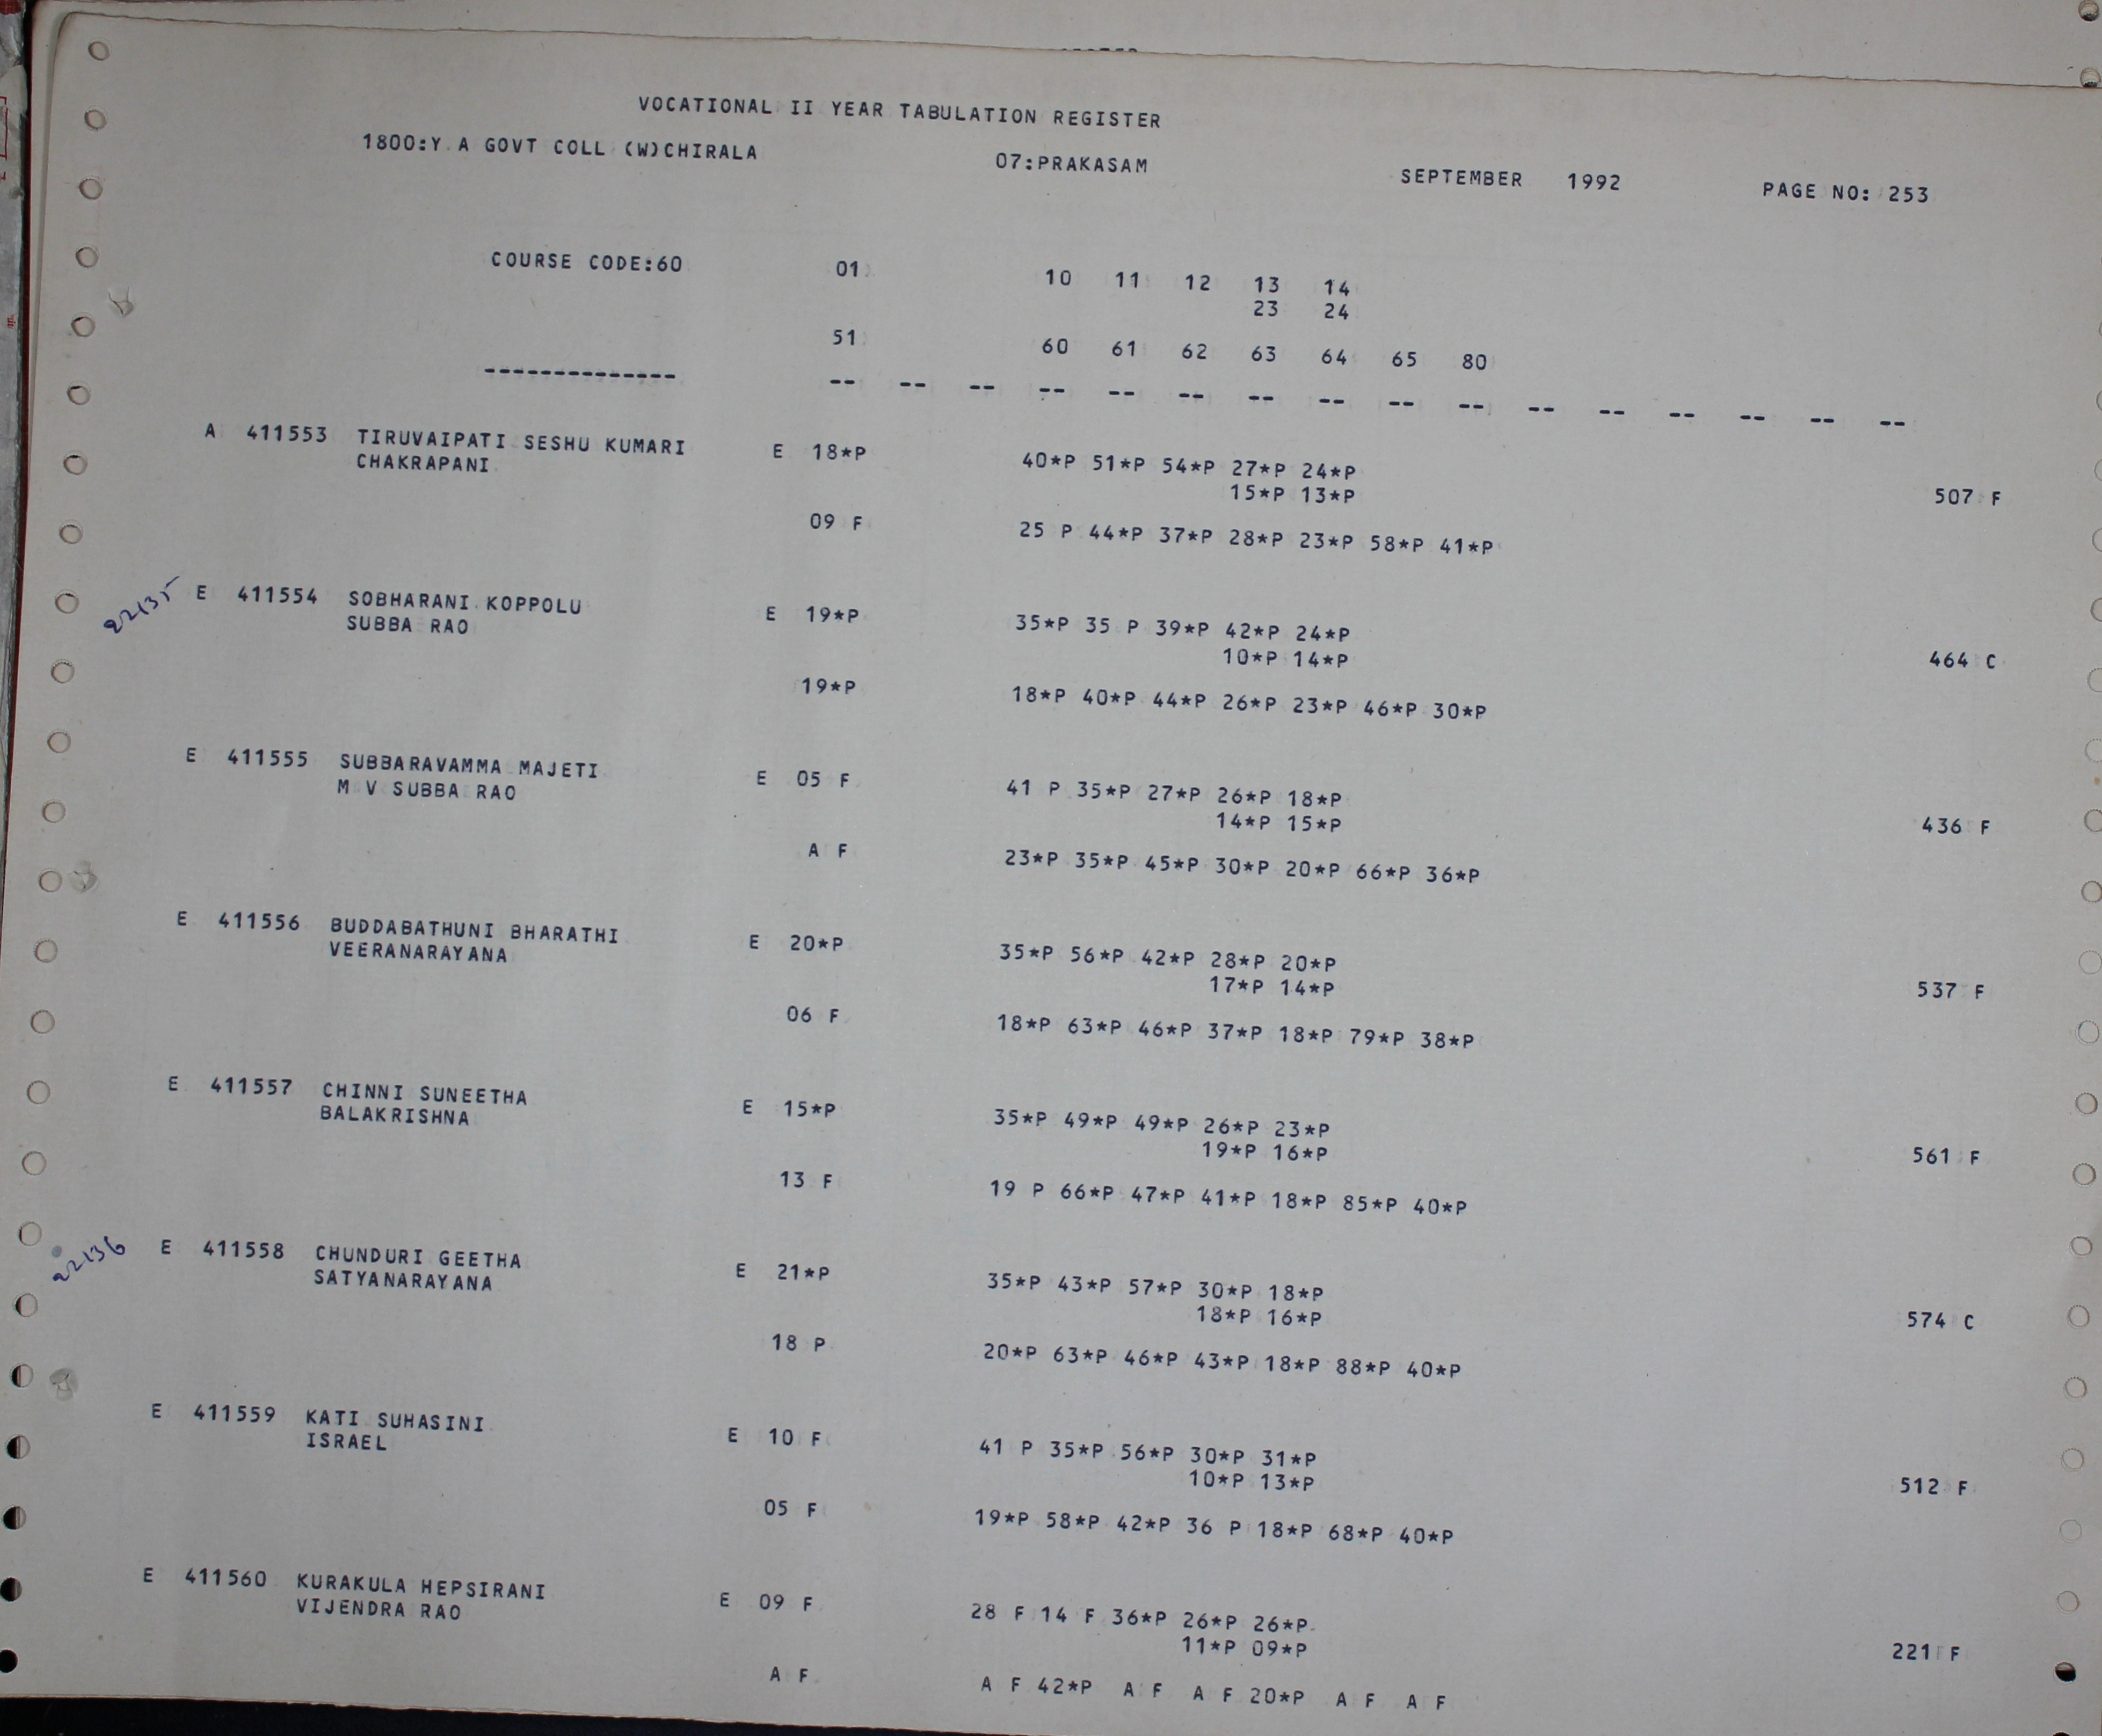 VOCATIONAL II YEAR TABULATION REGISTER
1800:Y A GOVT COLL (W)CHIRALA 07:PRAKASAM SEPTEMBER 1992 PAGE NO: 253
COURSE CODE:60 01 10 11 12 13 14
23 24
51 60 61 62 63 64 65 80
-------------- -- -- -- -- -- -- -- -- -- -- -- -- -- -- -- --
A 411553 TIRUVAIPATI SESHU KUMARI E 18*P 40*P 51*P 54*P 27*P 24*P
CHAKRAPANI 15*P 13*P 507 F
09 F 25 P 44*P 37*P 28*P 23*P 58*P 41*P
22135 E 411554 SOBHARANI KOPPOLU E 19*P 35*P 35 P 39*P 42*P 24*P
SUBBA RAO 10*P 14*P 464 C
19*P 18*P 40*P 44*P 26*P 23*P 46*P 30*P
E 411555 SUBBARAVAMMA MAJETI E 05 F 41 P 35*P 27*P 26*P 18*P
M V SUBBA RAO 14*P 15*P 436 F
A F 23*P 35*P 45*P 30*P 20*P 66*P 36*P
E 411556 BUDDABATHUNI BHARATHI E 20*P 35*P 56*P 42*P 28*P 20*P
VEERANARAYANA 17*P 14*P 537 F
06 F 18*P 63*P 46*P 37*P 18*P 79*P 38*P
E 411557 CHINNI SUNEETHA E 15*P 35*P 49*P 49*P 26*P 23*P
BALAKRISHNA 19*P 16*P 561 F
13 F 19 P 66*P 47*P 41*P 18*P 85*P 40*P
22136 E 411558 CHUNDURI GEETHA E 21*P 35*P 43*P 57*P 30*P 18*P
SATYANARAYANA 18*P 16*P 574 C
18 P 20*P 63*P 46*P 43*P 18*P 88*P 40*P
E 411559 KATI SUHASINI E 10 F 41 P 35*P 56*P 30*P 31*P
ISRAEL 10*P 13*P 512 F
05 F 19*P 58*P 42*P 36 P 18*P 68*P 40*P
E 411560 KURAKULA HEPSIRANI E 09 F 28 F 14 F 36*P 26*P 26*P
VIJENDRA RAO 11*P 09*P 221 F
A F A F 42*P A F A F 20*P A F A F